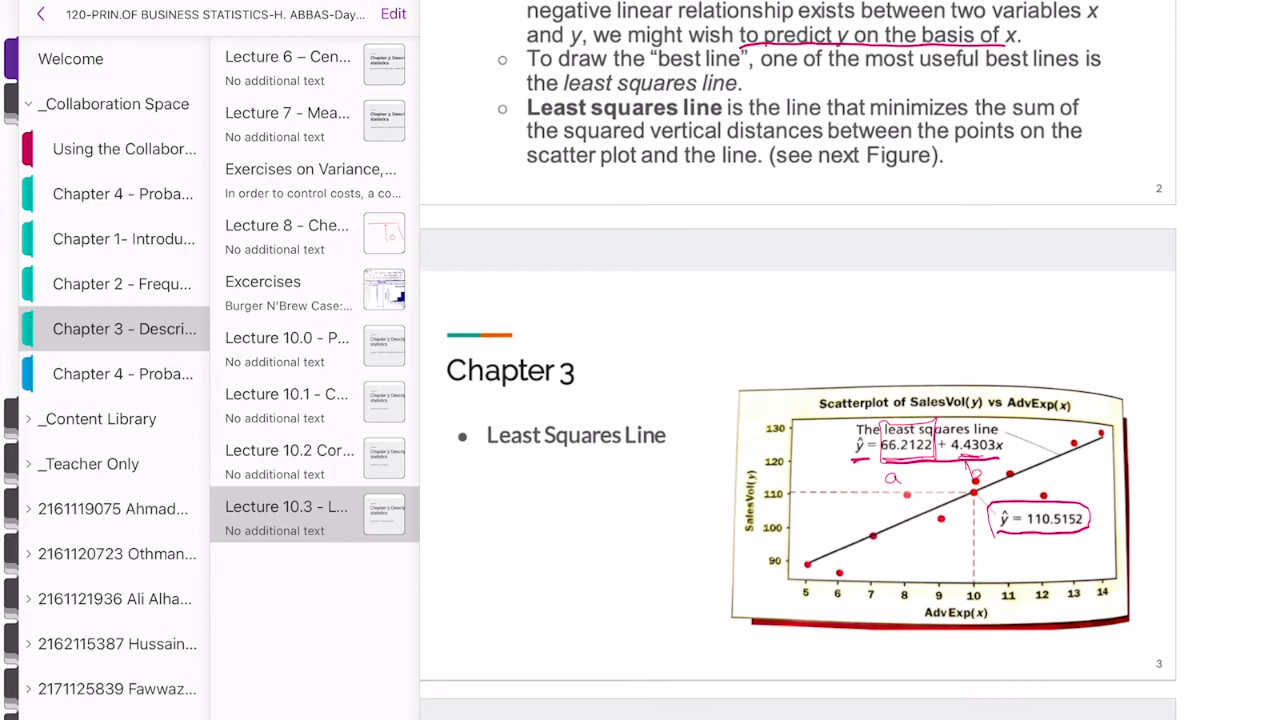 120-PRIN.OF BUSINESS STATISTICS-H. ABBAS-Day...
Edit
Welcome
_Collaboration Space
Using the Collabor...
Chapter 4 - Proba...
Chapter 1- Introdu...
Chapter 2 - Frequ...
Chapter 3 - Descri...
Chapter 4 - Proba...
_Content Library
_Teacher Only
2161119075 Ahmad...
2161120723 Othman...
2161121936 Ali Alha...
2162115387 Hussain...
2171125839 Fawwaz...
Lecture 6 – Cen...
No additional text
Lecture 7 - Mea...
No additional text
Exercises on Variance,...
In order to control costs, a co...
Lecture 8 - Che...
No additional text
Excercises
Burger N'Brew Case:...
Lecture 10.0 - P...
No additional text
Lecture 10.1 - C...
No additional text
Lecture 10.2 Cor...
No additional text
Lecture 10.3 - L...
No additional text
negative linear relationship exists between two variables x
and y, we might wish to predict y on the basis of x.
To draw the “best line”, one of the most useful best lines is
the least squares line.
Least squares line is the line that minimizes the sum of
the squared vertical distances between the points on the
scatter plot and the line. (see next Figure).
2
Chapter 3
Least Squares Line
Scatterplot of SalesVol(y) vs AdvExp(x)
The least squares line
ŷ = 66.2122 + 4.4303x
a
b
ŷ = 110.5152
SalesVol(y)
130
120
110
100
90
5 6 7 8 9 10 11 12 13 14
AdvExp(x)
3